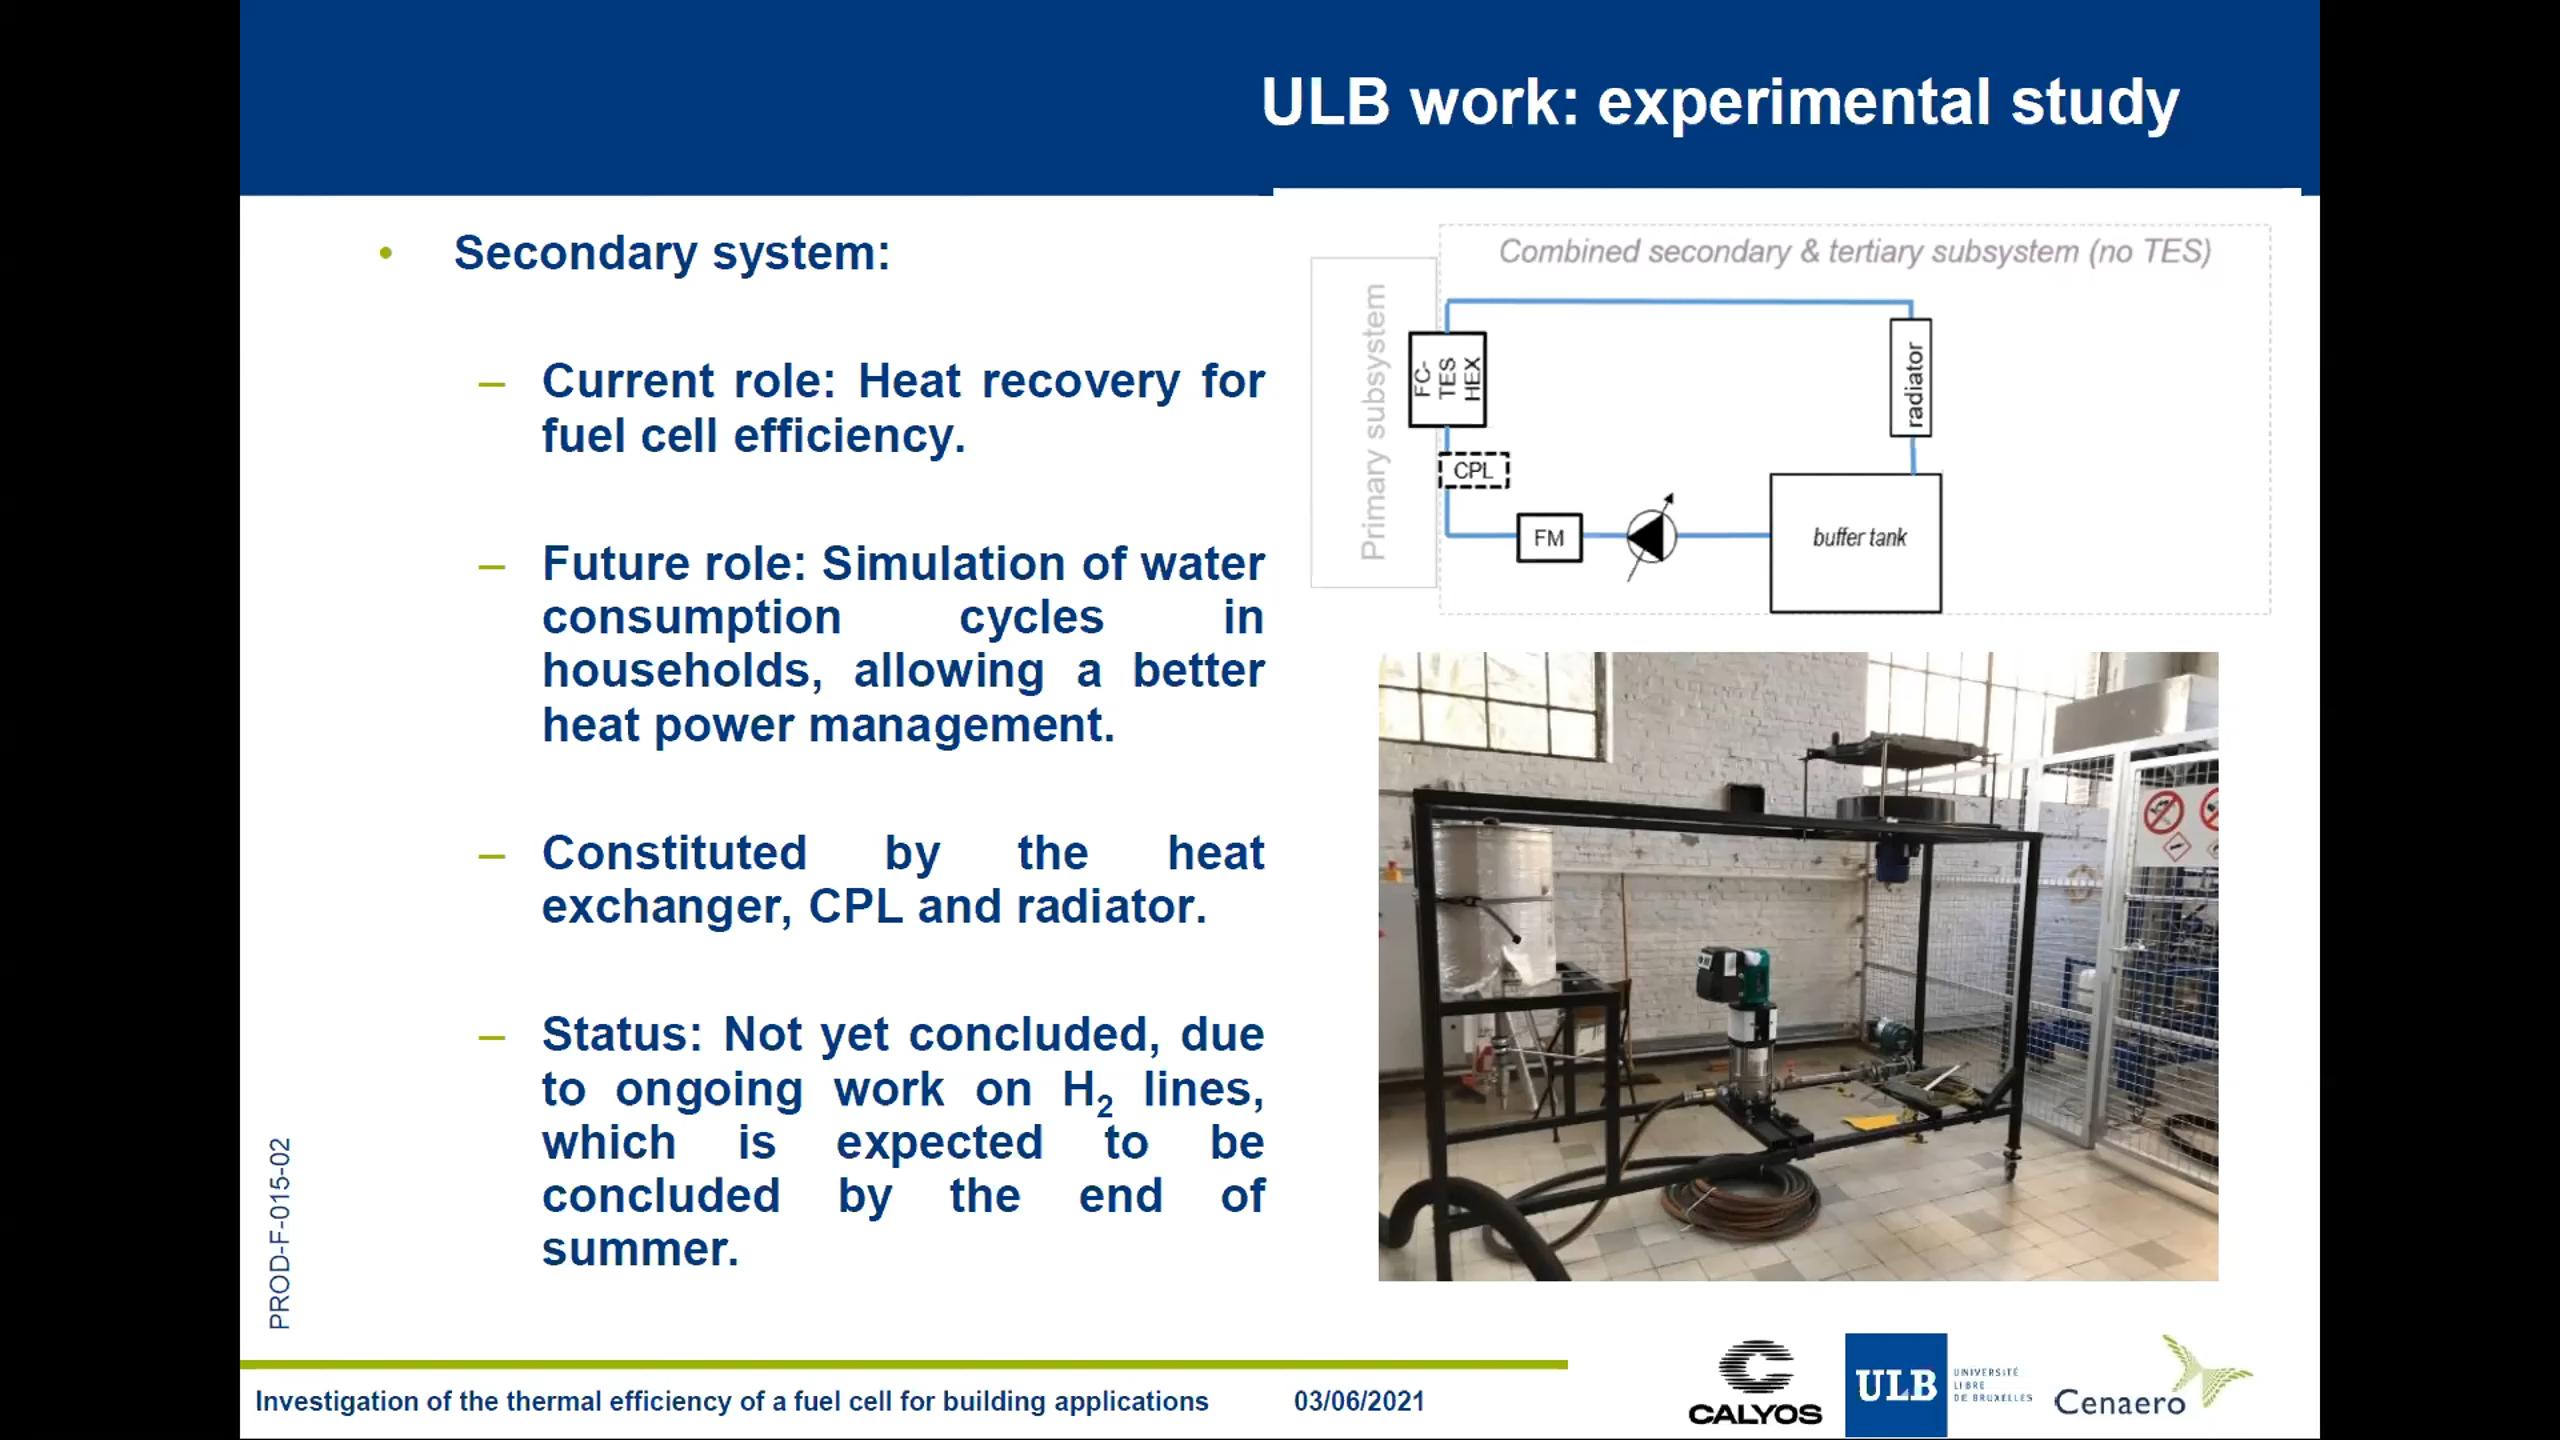 ULB work: experimental study
• Secondary system:
– Current role: Heat recovery for
fuel cell efficiency.
– Future role: Simulation of water
consumption cycles in
households, allowing a better
heat power management.
– Constituted by the heat
exchanger, CPL and radiator.
– Status: Not yet concluded, due
to ongoing work on H₂ lines,
which is expected to be
concluded by the end of
summer.
Combined secondary & tertiary subsystem (no TES)
Primary subsystem
FC-
TES
HEX
CPL
FM
radiator
buffer tank
PROD-F-015-02
Investigation of the thermal efficiency of a fuel cell for building applications
03/06/2021
CALYOS
ULB
UNIVERSITÉ
LIBRE
DE BRUXELLES
Cenaero